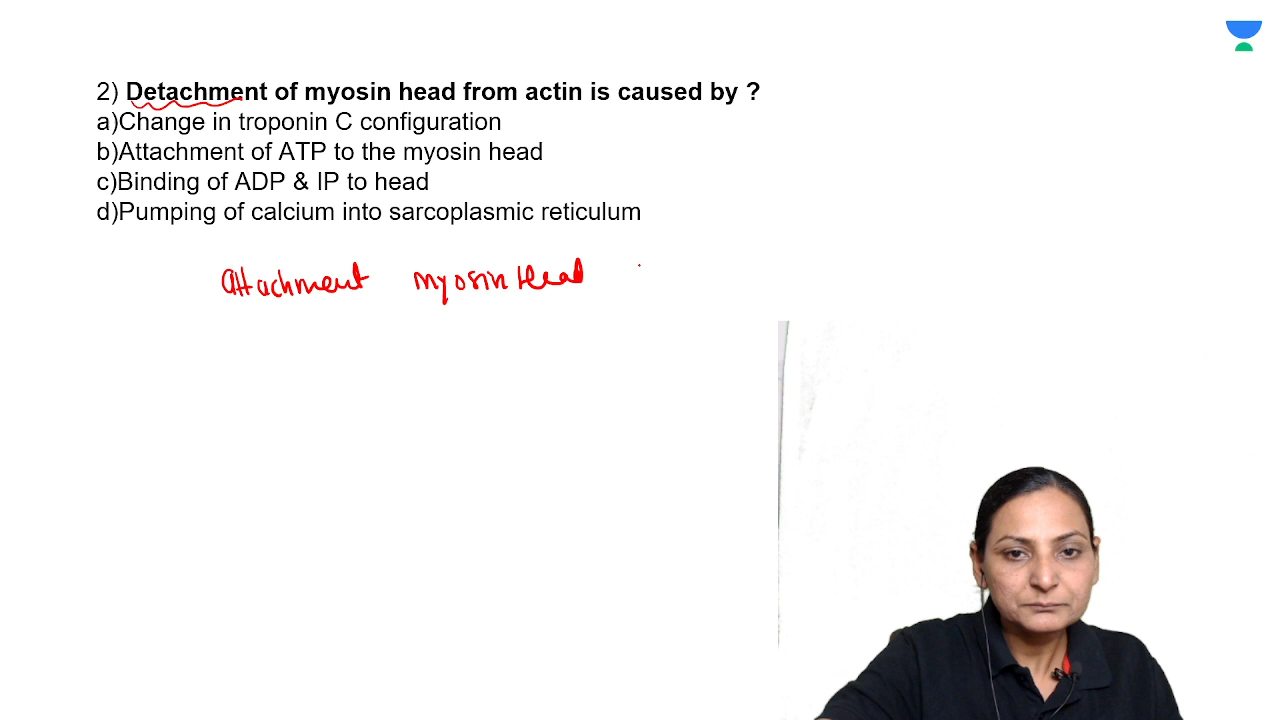 2) Detachment of myosin head from actin is caused by ?
a)Change in troponin C configuration
b)Attachment of ATP to the myosin head
c)Binding of ADP & IP to head
d)Pumping of calcium into sarcoplasmic reticulum
Attachment myosin Head